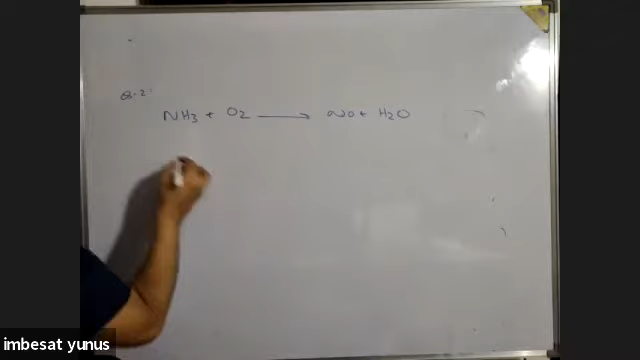 Q.2.
NH3 + O2 → No + H2O
imbesat yunus